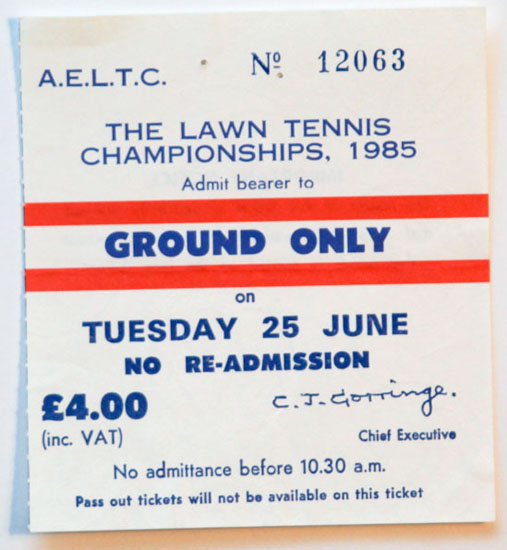 A.E.L.T.C. Nº 12063
THE LAWN TENNIS
CHAMPIONSHIPS, 1985
Admit bearer to
GROUND ONLY
on
TUESDAY 25 JUNE
NO RE-ADMISSION
£4.00 C. J. Gorringe.
(inc. VAT) Chief Executive
No admittance before 10.30 a.m.
Pass out tickets will not be available on this ticket